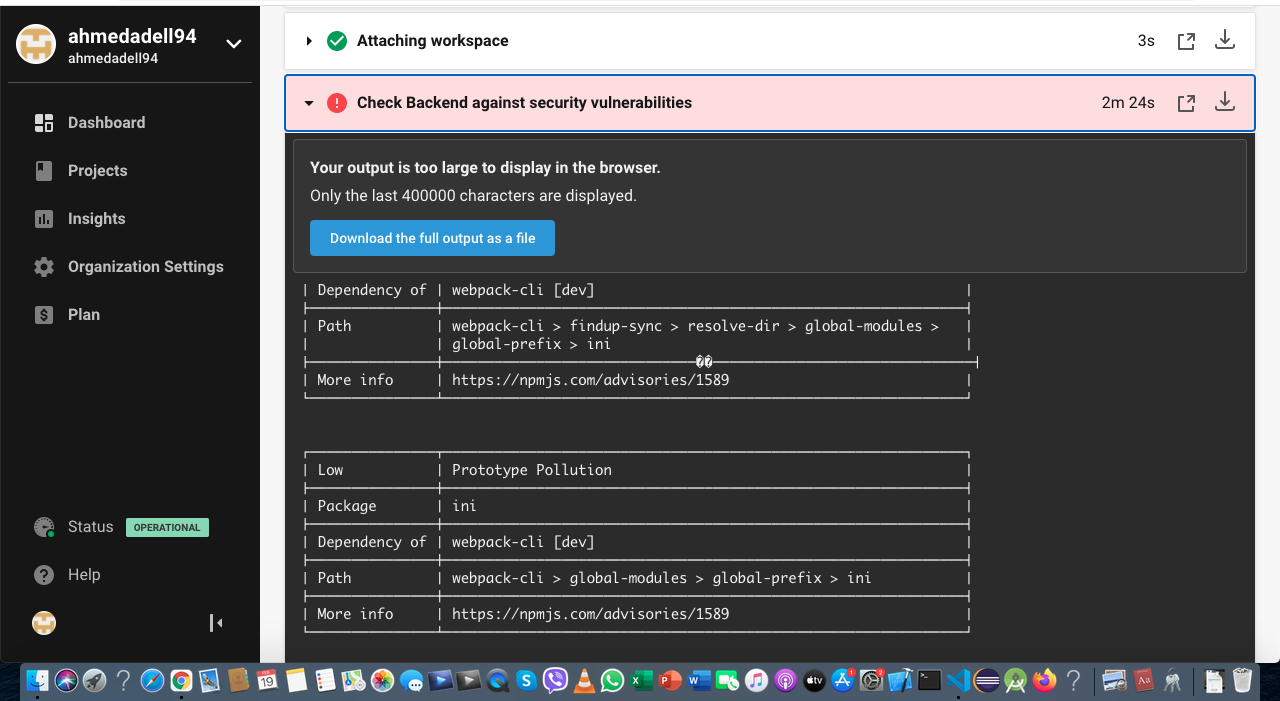 ahmedadell94
ahmedadell94
Dashboard
Projects
Insights
Organization Settings
Plan
Status OPERATIONAL
Help
Attaching workspace 3s
Check Backend against security vulnerabilities 2m 24s
Your output is too large to display in the browser.
Only the last 400000 characters are displayed.
Download the full output as a file
| Dependency of | webpack-cli [dev] |
| Path | webpack-cli > findup-sync > resolve-dir > global-modules > |
| | global-prefix > ini |
��
| More info | https://npmjs.com/advisories/1589 |
| Low | Prototype Pollution |
| Package | ini |
| Dependency of | webpack-cli [dev] |
| Path | webpack-cli > global-modules > global-prefix > ini |
| More info | https://npmjs.com/advisories/1589 |